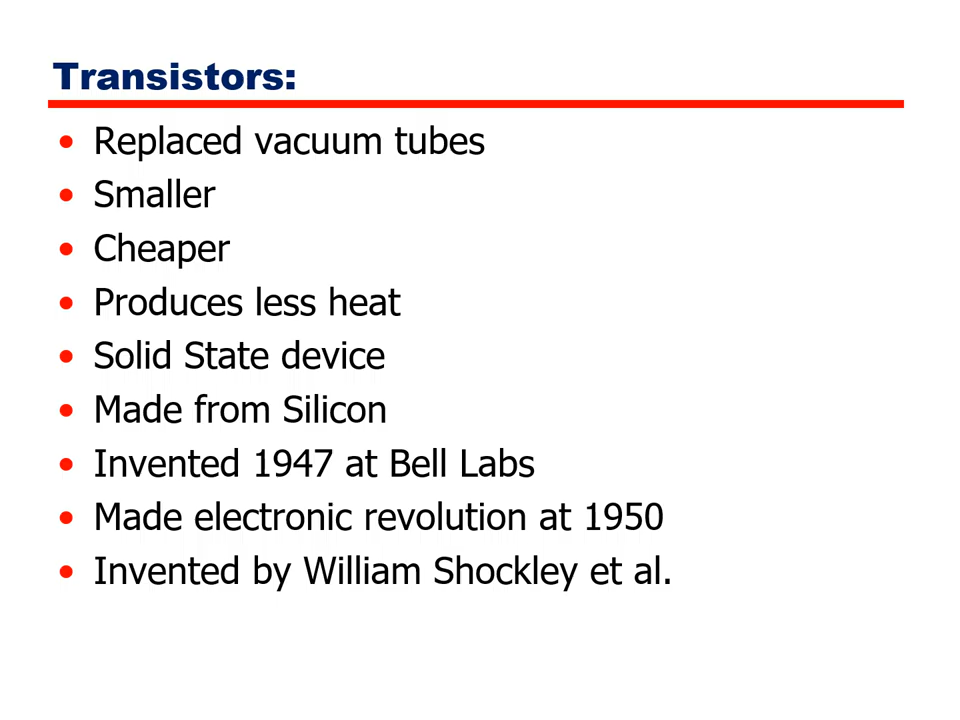 Transistors:
• Replaced vacuum tubes
• Smaller
• Cheaper
• Produces less heat
• Solid State device
• Made from Silicon
• Invented 1947 at Bell Labs
• Made electronic revolution at 1950
• Invented by William Shockley et al.